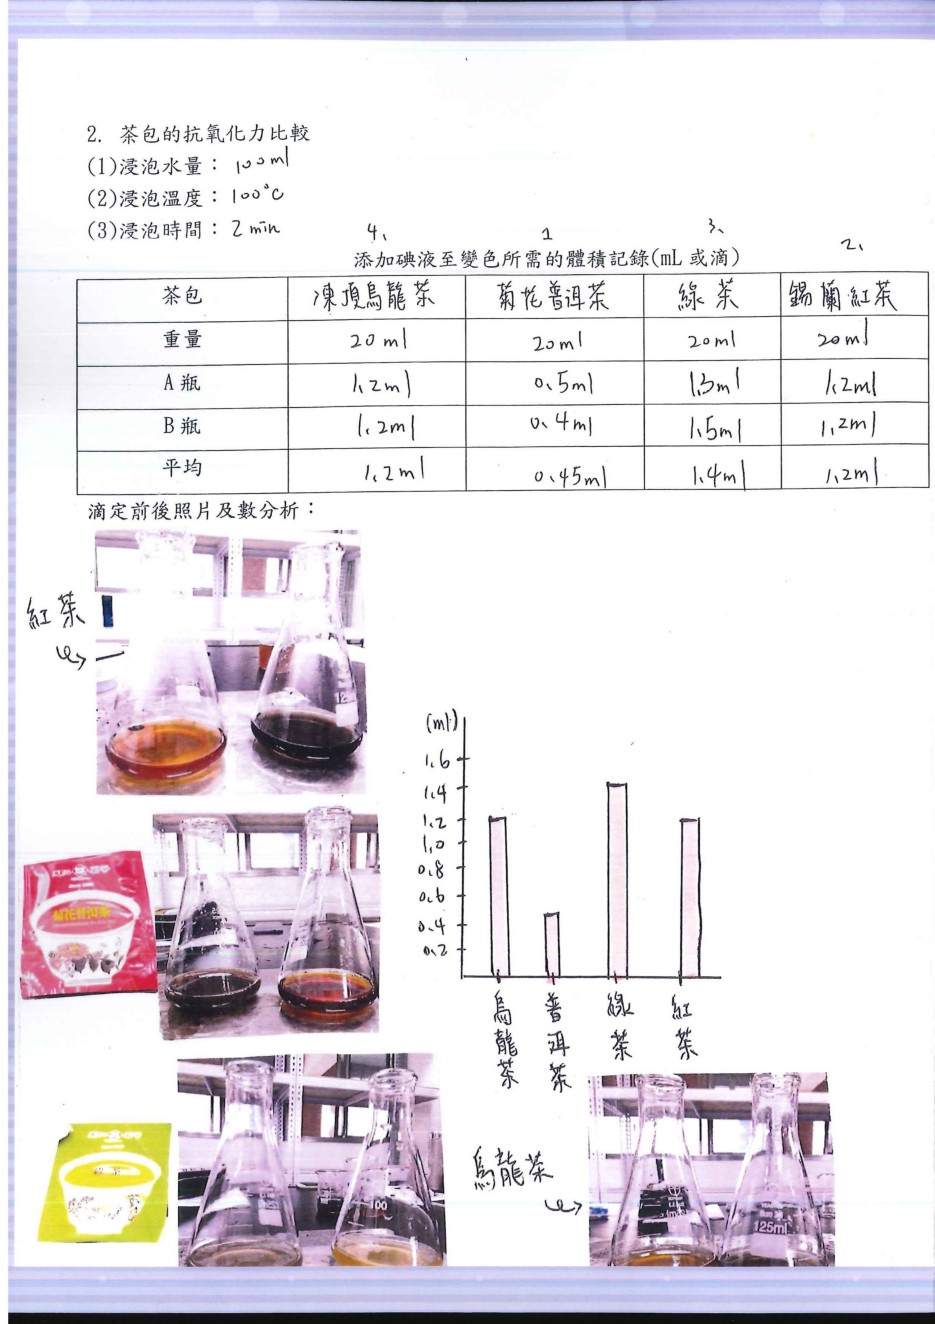 2. 茶包的抗氧化力比較
(1)浸泡水量：100ml
(2)浸泡溫度：100°C
(3)浸泡時間：2 min
4、 1 3、 2、
添加碘液至變色所需的體積記錄(mL 或滴)
茶包 凍頂烏龍茶 菊花普洱茶 綠茶 錫蘭紅茶
重量 20ml 20ml 20ml 20ml
A 瓶 1.2ml 0.5ml 1.3ml 1.2ml
B 瓶 1.2ml 0.4ml 1.5ml 1.2ml
平均 1.2ml 0.45ml 1.4ml 1.2ml
滴定前後照片及數分析：
紅茶
(ml)
1.6
1.4
1.2
1.0
0.8
0.6
0.4
0.2
烏龍茶 普洱茶 綠茶 紅茶
菊花普洱茶
綠茶
100
烏龍茶
125ml